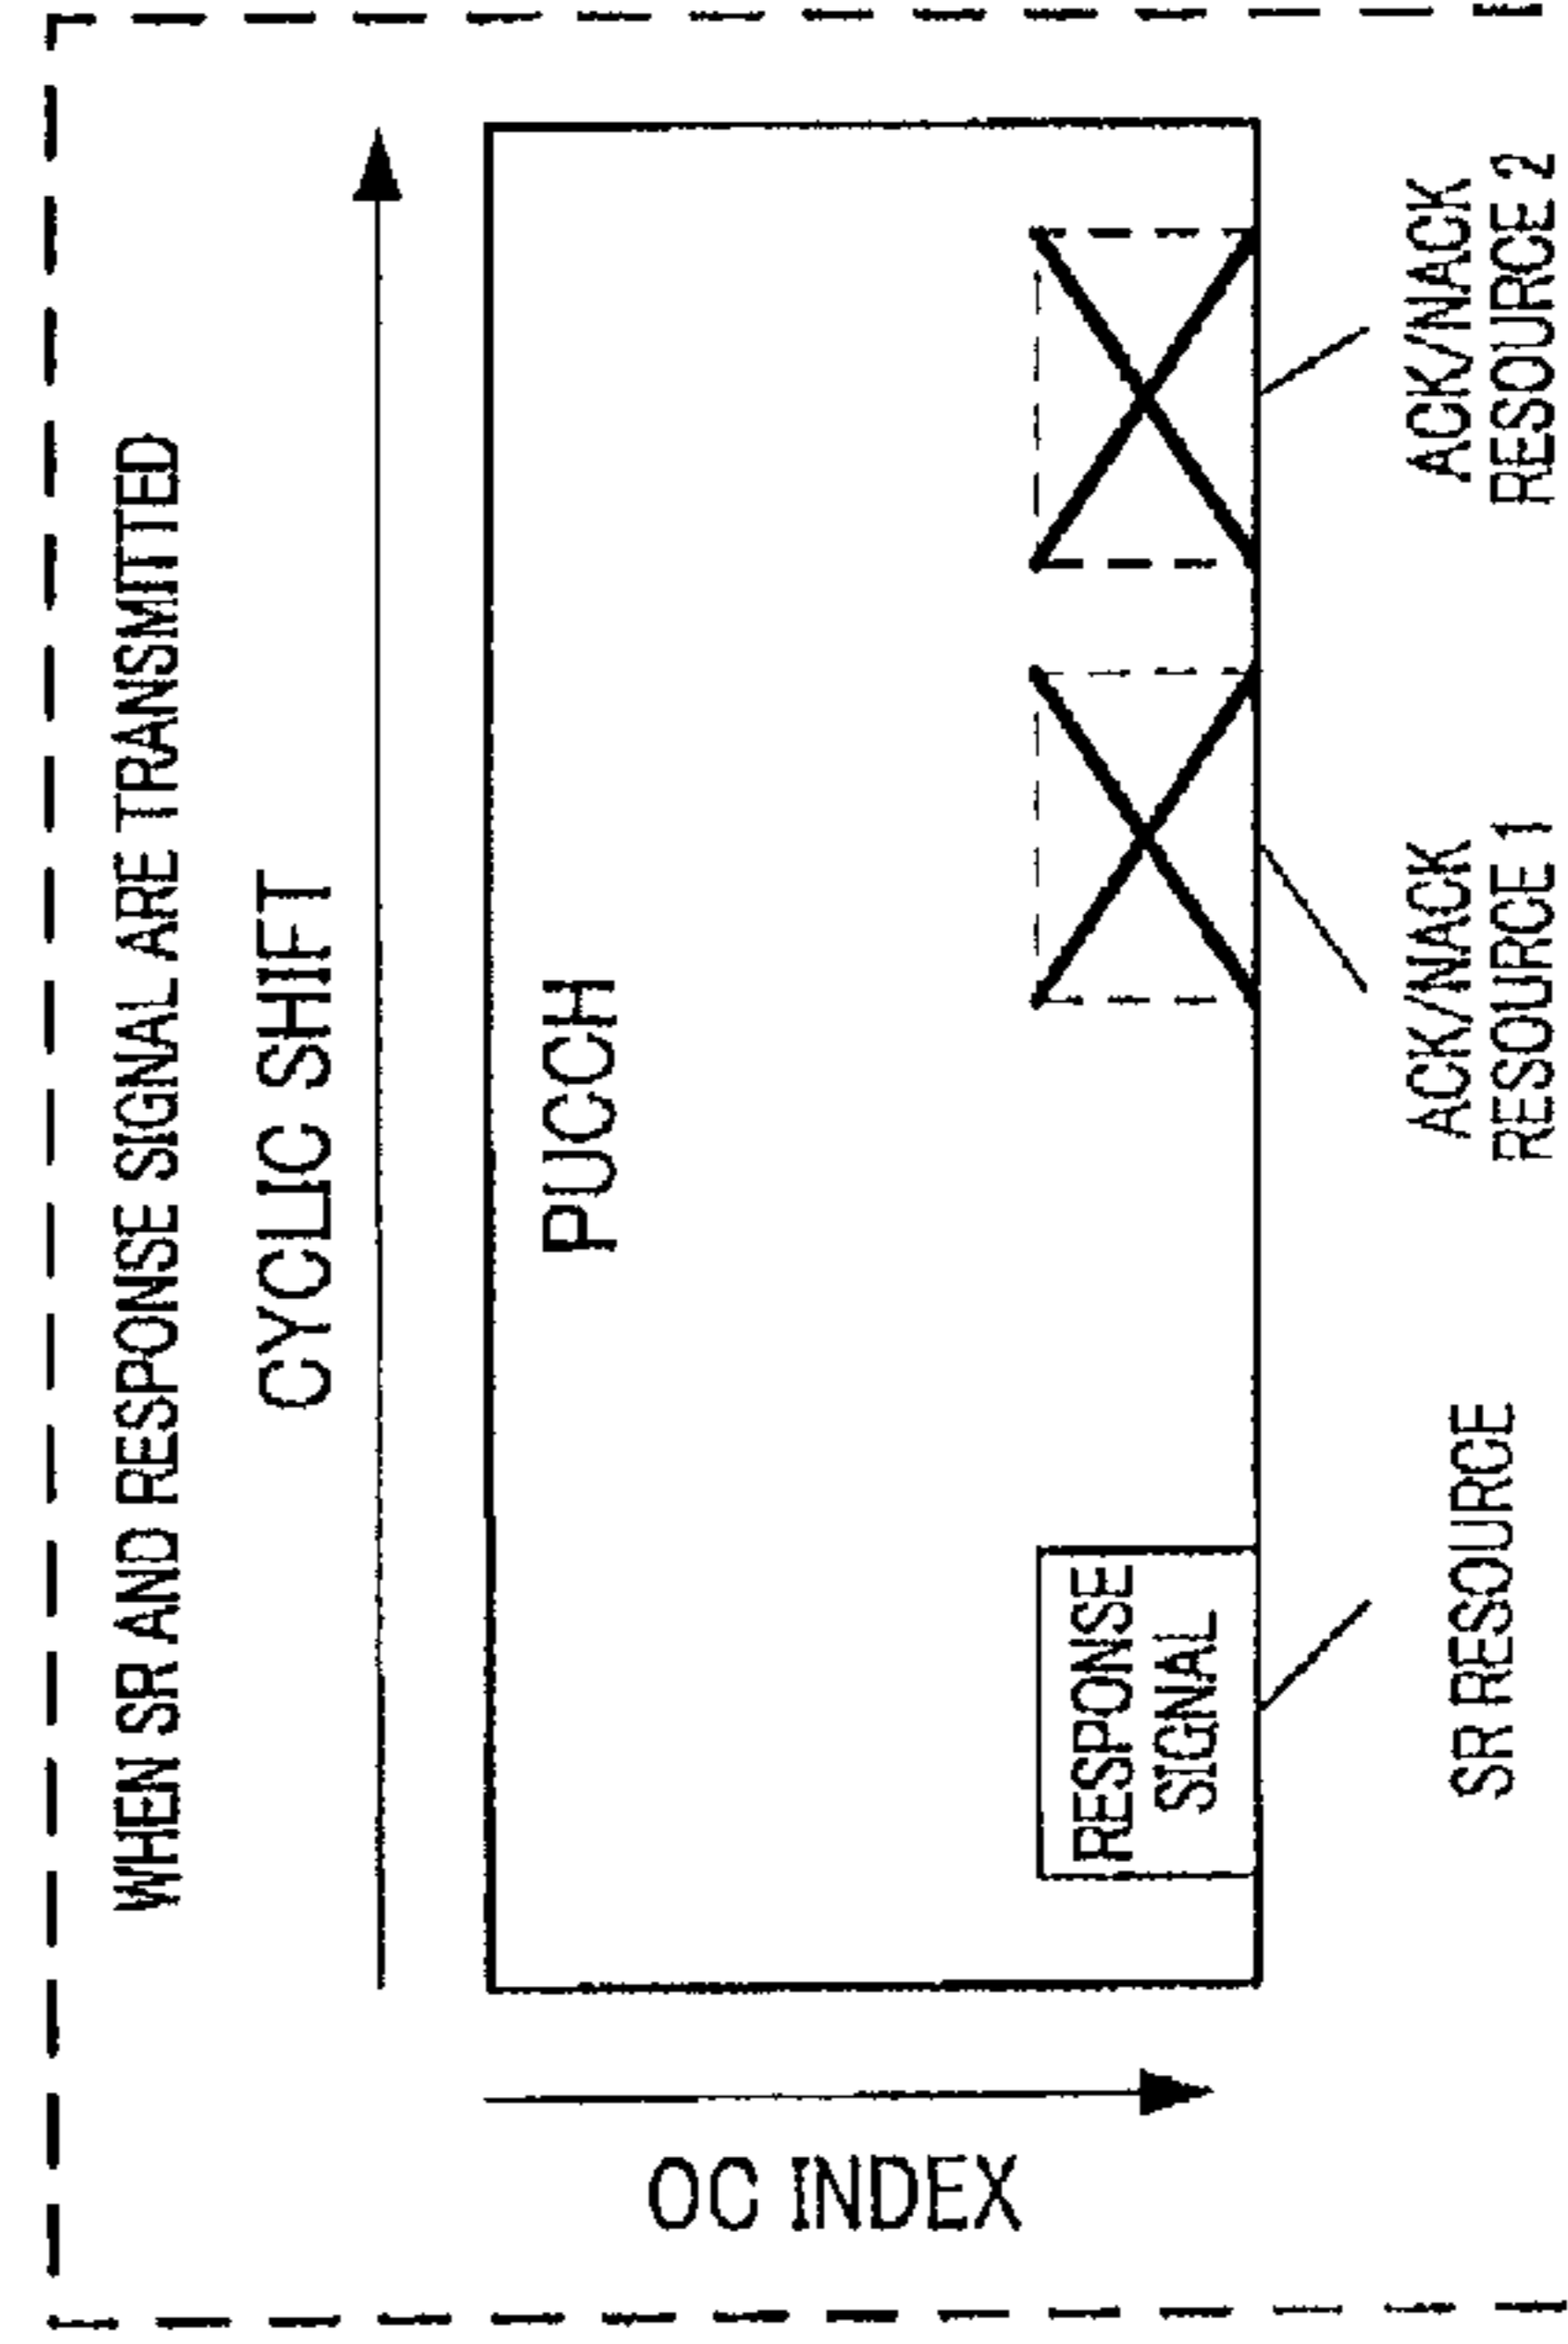 WHEN SR AND RESPONSE SIGNAL ARE TRANSMITTED
CYCLIC SHIFT
OC INDEX
PUCCH
RESPONSE
SIGNAL
SR RESOURCE
ACK/NACK
RESOURCE 1
ACK/NACK
RESOURCE 2